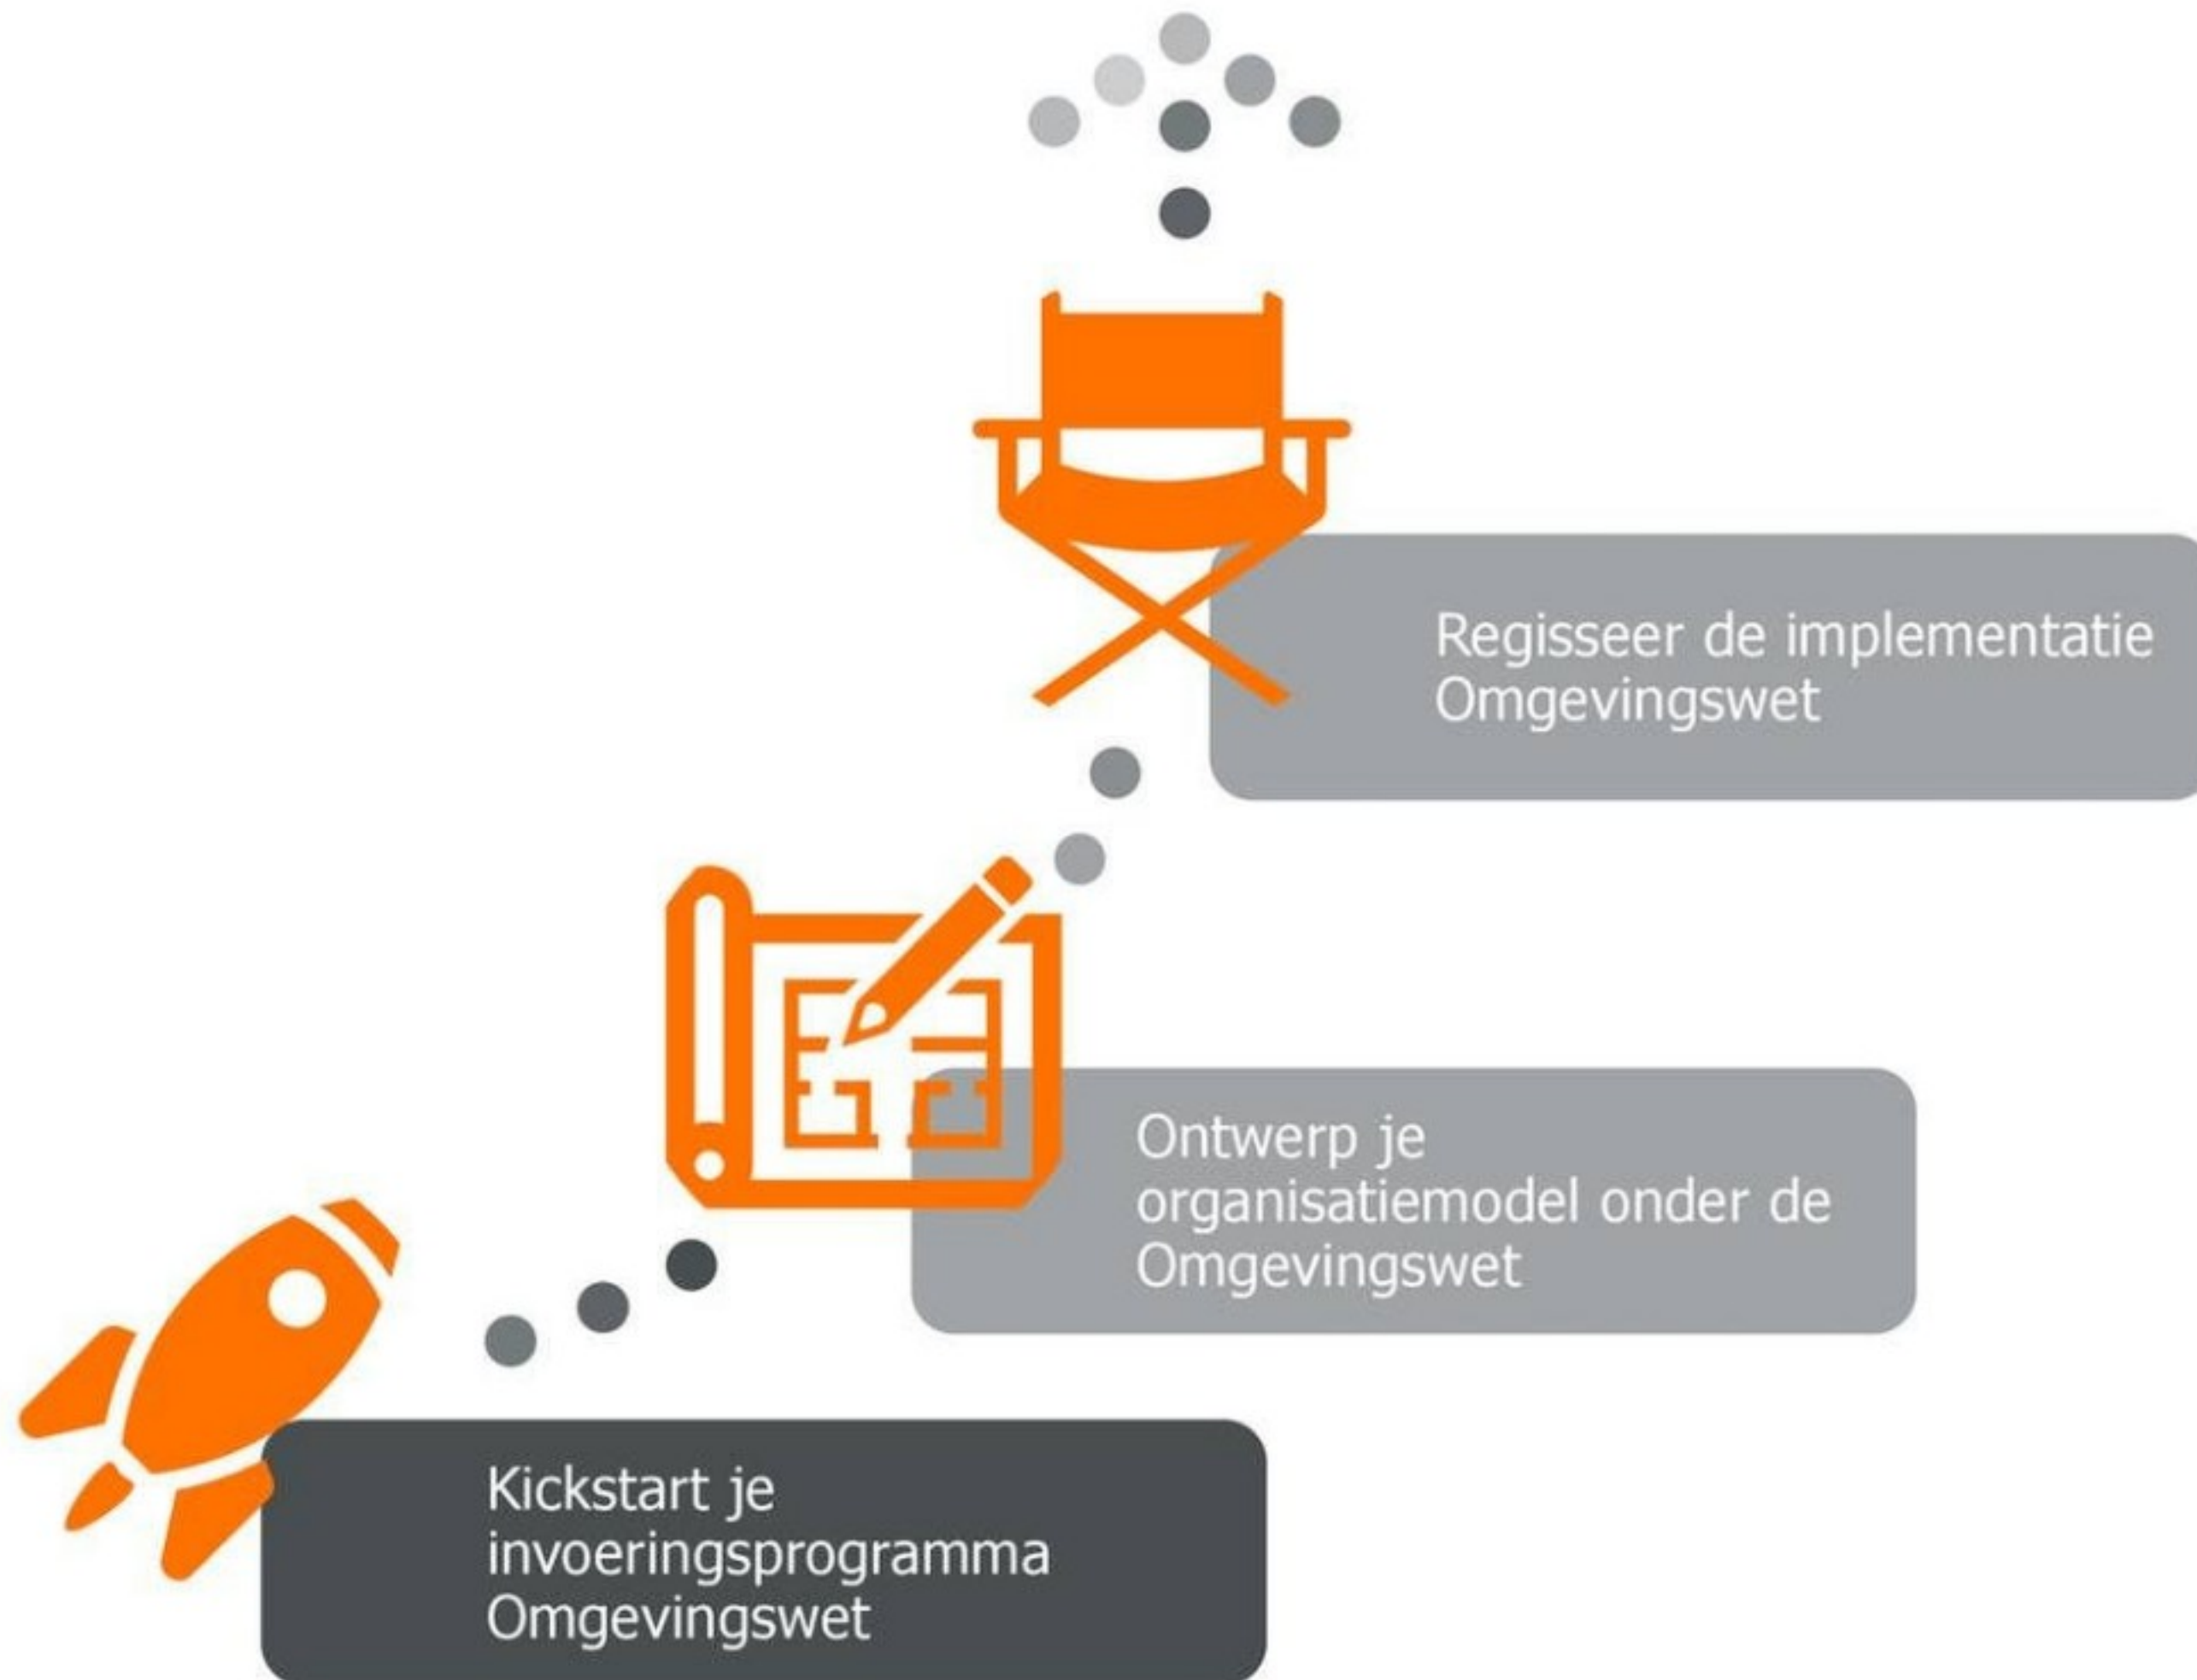 Regisseer de implementatie
Omgevingswet
Ontwerp je
organisatiemodel onder de
Omgevingswet
Kickstart je
invoeringsprogramma
Omgevingswet